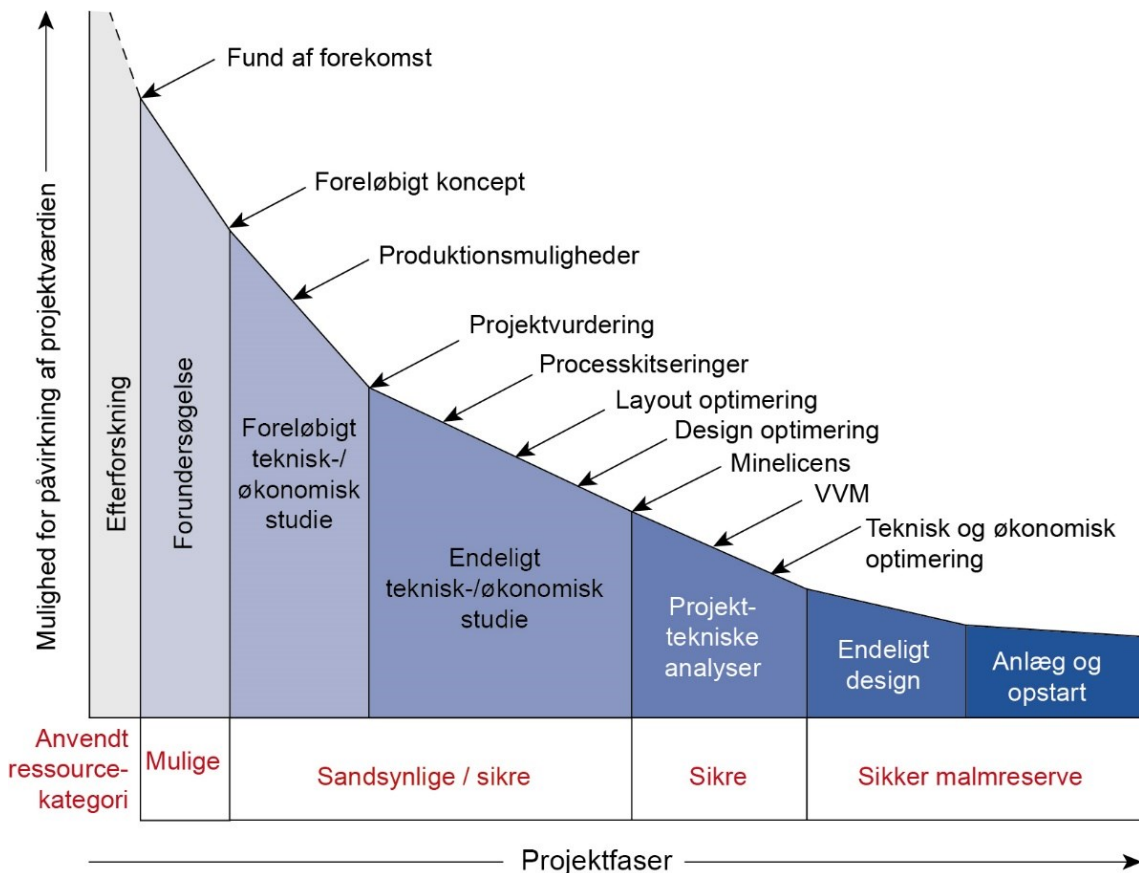 Mulighed for påvirkning af projektværdien
Fund af forekomst
Foreløbigt koncept
Produktionsmuligheder
Projektvurdering
Processkitseringer
Layout optimering
Design optimering
Minelicens
VVM
Teknisk og økonomisk
optimering
Efterforskning
Forundersøgelse
Foreløbigt
teknisk-/
økonomisk
studie
Endeligt
teknisk-/økonomisk
studie
Projekt-
tekniske
analyser
Endeligt
design
Anlæg og
opstart
Anvendt
ressource-
kategori
Mulige
Sandsynlige / sikre
Sikre
Sikker malmreserve
Projektfaser